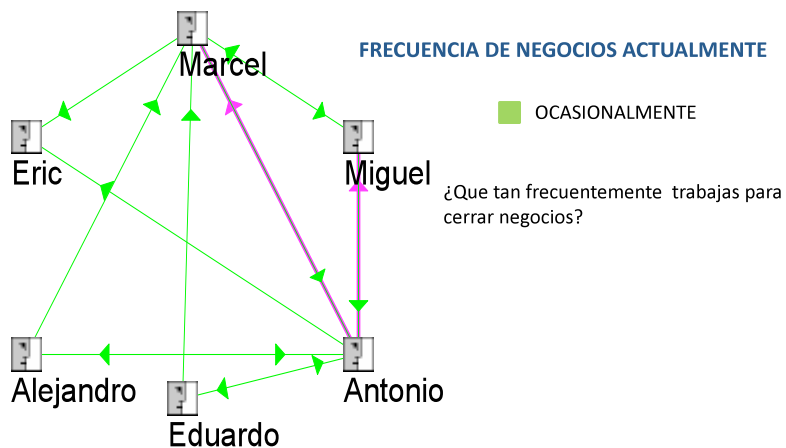 Marcel
FRECUENCIA DE NEGOCIOS ACTUALMENTE
OCASIONALMENTE
Eric
Miguel
¿Que tan frecuentemente trabajas para
cerrar negocios?
Alejandro
Antonio
Eduardo